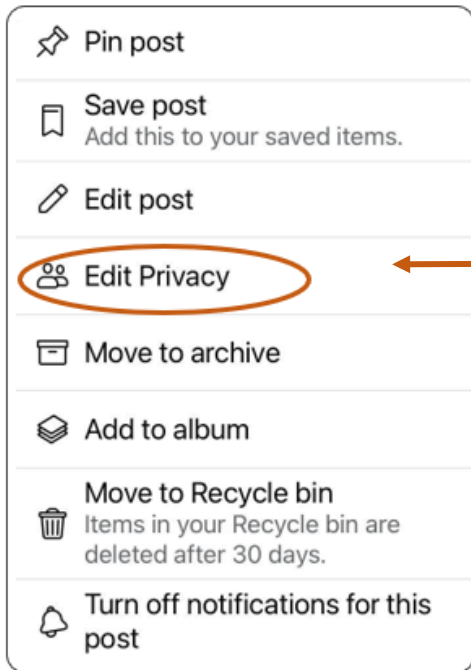 Pin post
Save post
Add this to your saved items.
Edit post
Edit Privacy
Move to archive
Add to album
Move to Recycle bin
Items in your Recycle bin are
deleted after 30 days.
Turn off notifications for this
post